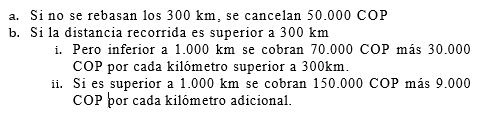 a. Si no se rebasan los 300 km, se cancelan 50.000 COP
b. Si la distancia recorrida es superior a 300 km
i. Pero inferior a 1.000 km se cobran 70.000 COP más 30.000
COP por cada kilómetro superior a 300km.
ii. Si es superior a 1.000 km se cobran 150.000 COP más 9.000
COP por cada kilómetro adicional.